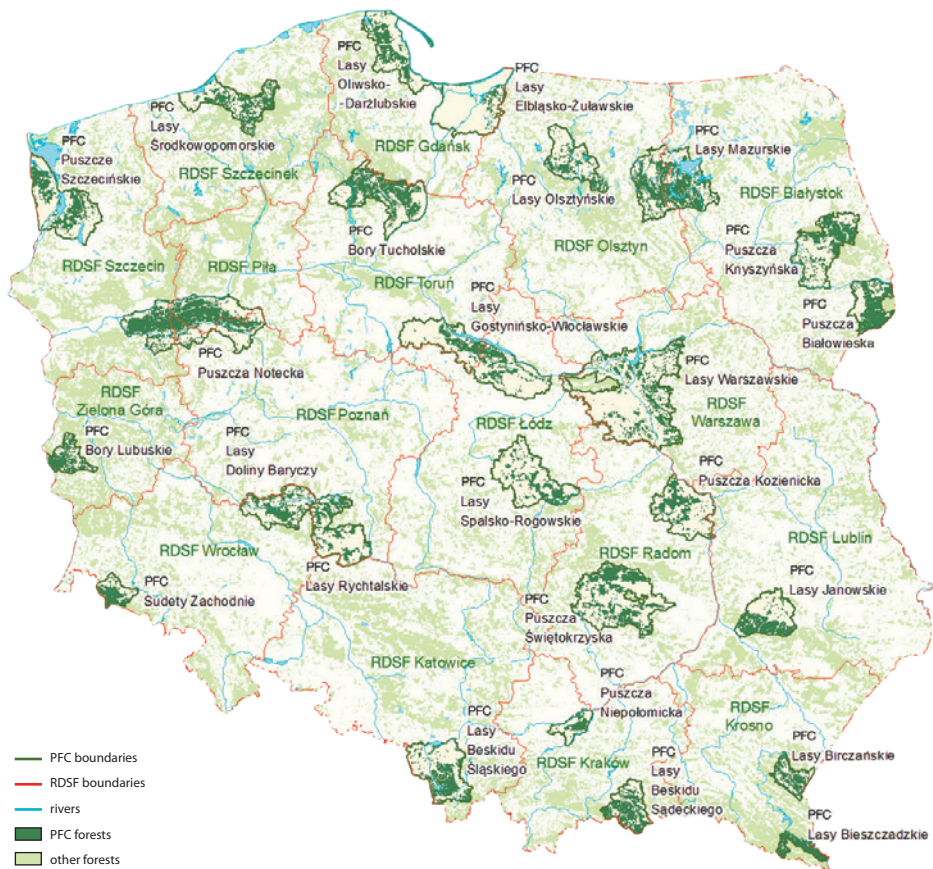 PFC
Lasy
Oliwsko-
-Darżlubskie
PFC
Lasy
Elbląsko-Żuławskie
PFC
Lasy
Środkowopomorskie
PFC
Puszcze
Szczecińskie
RDSF Gdańsk
RDSF Szczecinek
PFC
Lasy Mazurskie
PFC
Lasy Olsztyńskie
RDSF Białystok
PFC
Bory Tucholskie
RDSF Olsztyn
PFC
Puszcza
Knyszyńska
RDSF Szczecin
RDSF Piła
RDSF Toruń
PFC
Lasy
Gostynińsko-Włocławskie
PFC
Puszcza
Białowieska
PFC
Puszcza Notecka
PFC
Lasy Warszawskie
RDSF
Zielona Góra
RDSF Poznań
RDSF Łódź
RDSF
Warszawa
PFC
Bory Lubuskie
PFC
Lasy
Doliny Baryczy
PFC
Lasy
Spalsko-Rogowskie
PFC
Puszcza Kozienicka
RDSF Wrocław
PFC
Lasy Rychtalskie
RDSF Radom
RDSF Lublin
PFC
Sudety Zachodnie
PFC
Puszcza
Świętokrzyska
PFC
Lasy Janowskie
RDSF Katowice
PFC
Puszcza
Niepołomicka
RDSF
Krosno
PFC
Lasy
Beskidu
Śląskiego
RDSF Kraków
PFC
Lasy
Beskidu
Sądeckiego
PFC
Lasy Birczańskie
PFC
Lasy Bieszczadzkie
PFC boundaries
RDSF boundaries
rivers
PFC forests
other forests